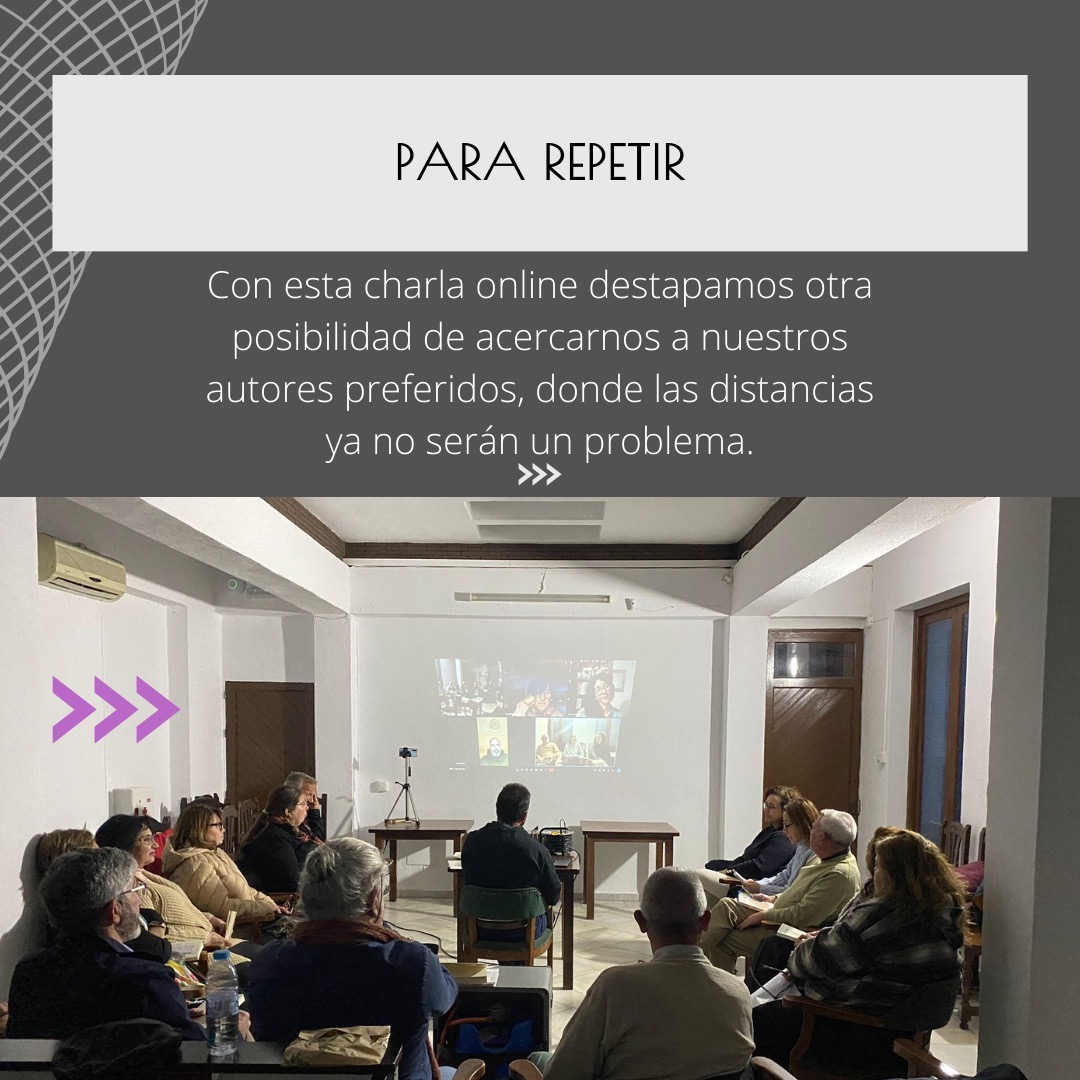 PARA REPETIR
Con esta charla online destapamos otra
posibilidad de acercarnos a nuestros
autores preferidos, donde las distancias
ya no serán un problema.